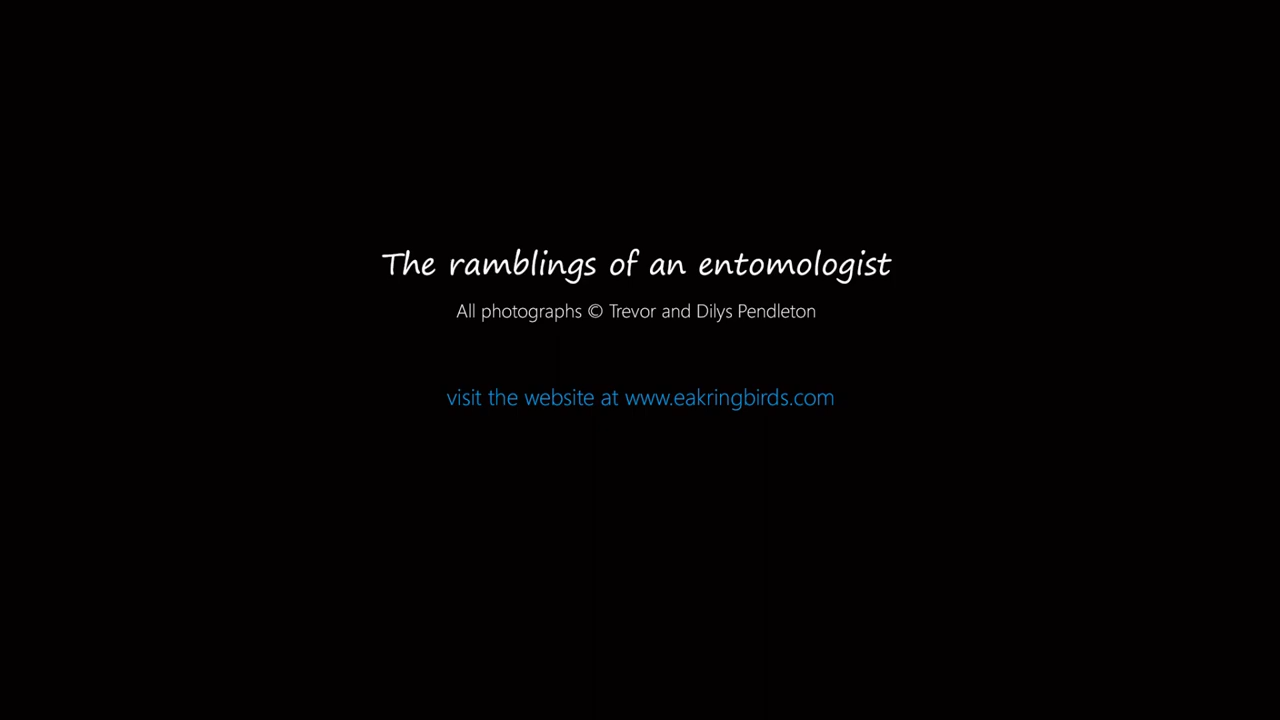 The ramblings of an entomologist
All photographs © Trevor and Dilys Pendleton
visit the website at www.eakringbirds.com